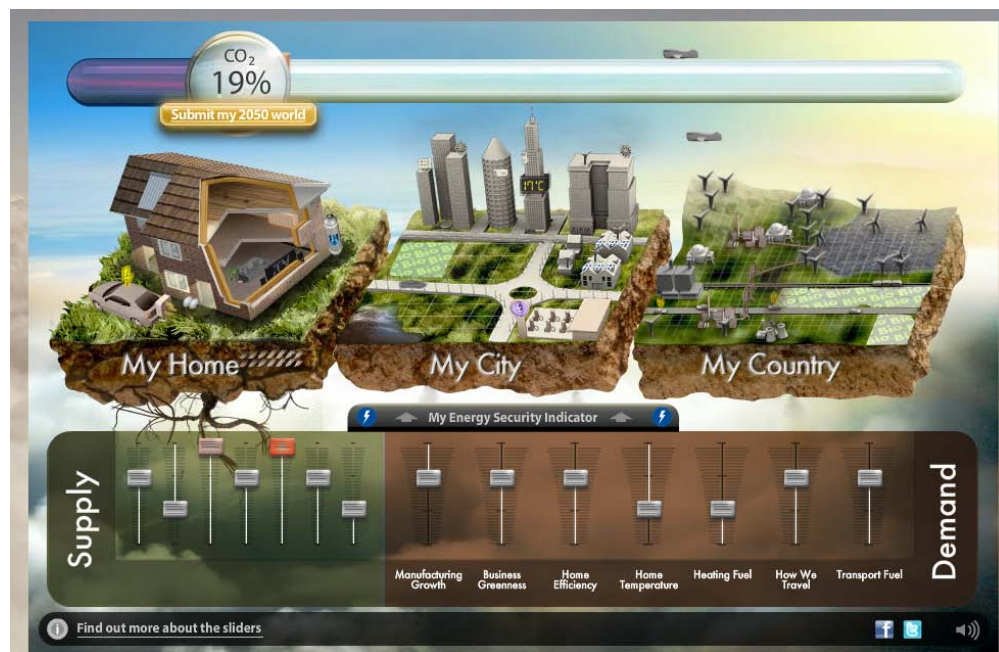 CO₂
19%
Submit my 2050 world
17°C
My Home
My City
My Country
My Energy Security Indicator
Supply
Manufacturing
Growth
Business
Greenness
Home
Efficiency
Home
Temperature
Heating Fuel
How We
Travel
Transport Fuel
Demand
i
Find out more about the sliders
f